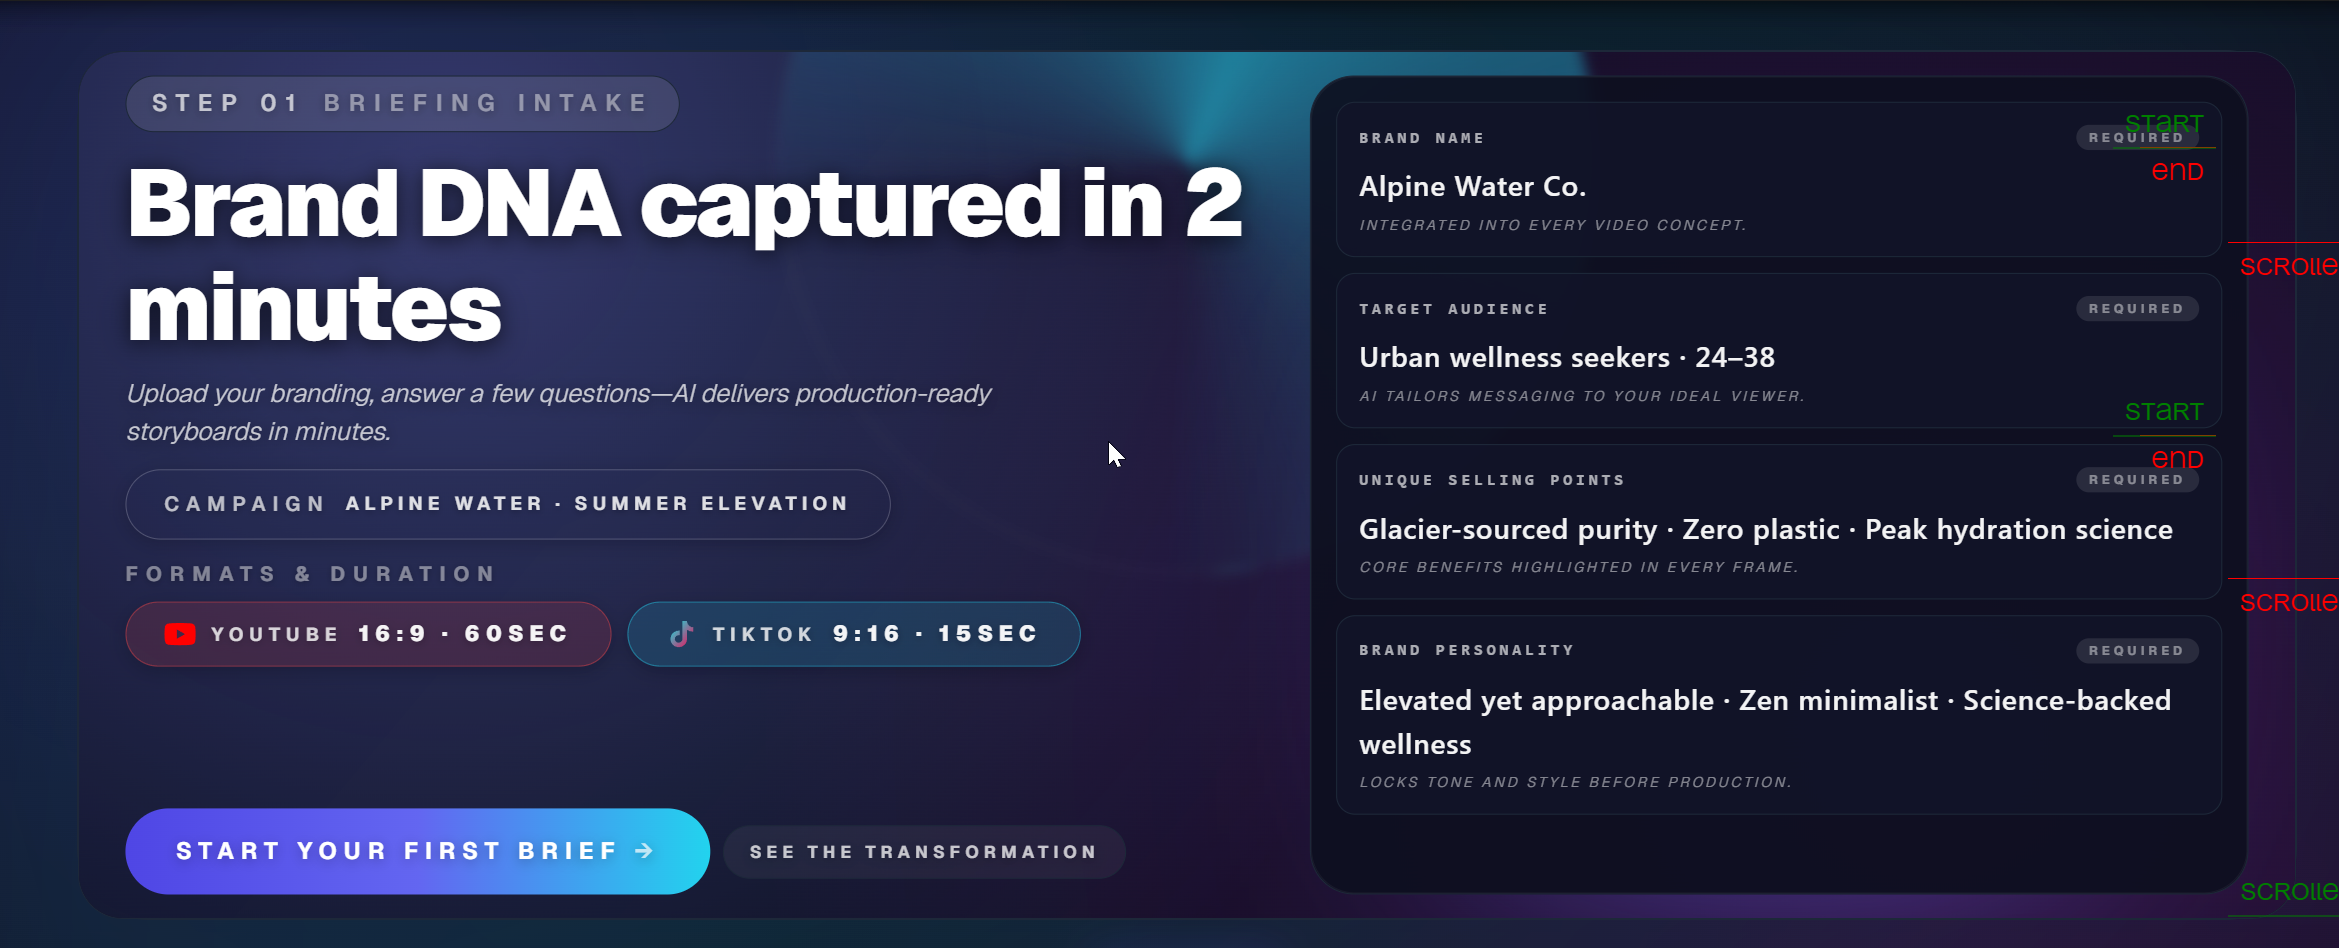 STEP 01 BRIEFING INTAKE
Brand DNA captured in 2
minutes
Upload your branding, answer a few questions—AI delivers production-ready
storyboards in minutes.
CAMPAIGN ALPINE WATER · SUMMER ELEVATION
FORMATS & DURATION
YOUTUBE 16:9 · 60SEC
TIKTOK 9:16 · 15SEC
START YOUR FIRST BRIEF →
SEE THE TRANSFORMATION
BRAND NAME
REQUIRED
Alpine Water Co.
INTEGRATED INTO EVERY VIDEO CONCEPT.
TARGET AUDIENCE
REQUIRED
Urban wellness seekers · 24–38
AI TAILORS MESSAGING TO YOUR IDEAL VIEWER.
UNIQUE SELLING POINTS
REQUIRED
Glacier-sourced purity · Zero plastic · Peak hydration science
CORE BENEFITS HIGHLIGHTED IN EVERY FRAME.
BRAND PERSONALITY
REQUIRED
Elevated yet approachable · Zen minimalist · Science-backed
wellness
LOCKS TONE AND STYLE BEFORE PRODUCTION.
START
END
START
END